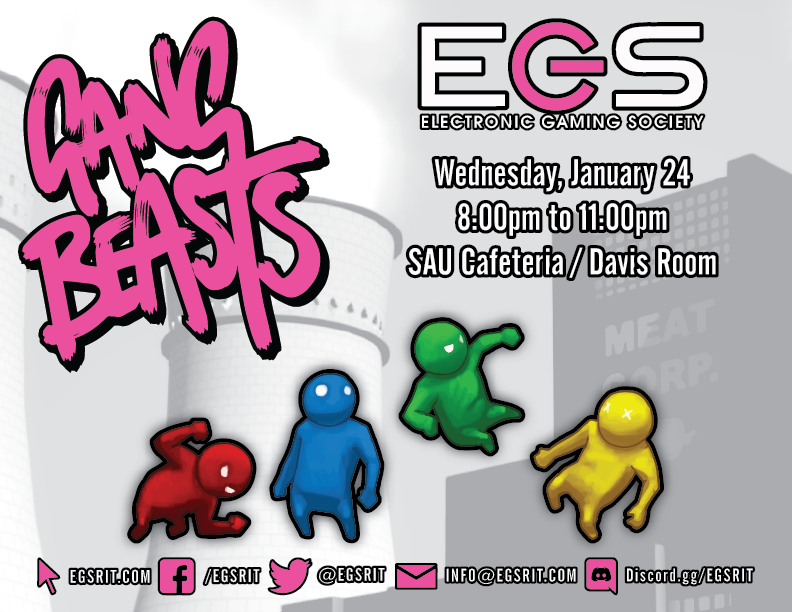 GANG
BEASTS
EGS
ELECTRONIC GAMING SOCIETY
Wednesday, January 24
8:00pm to 11:00pm
SAU Cafeteria / Davis Room
MEAT
CORP.
EGSRIT.COM /EGSRIT @EGSRIT INFO@EGSRIT.COM Discord.gg/EGSRIT